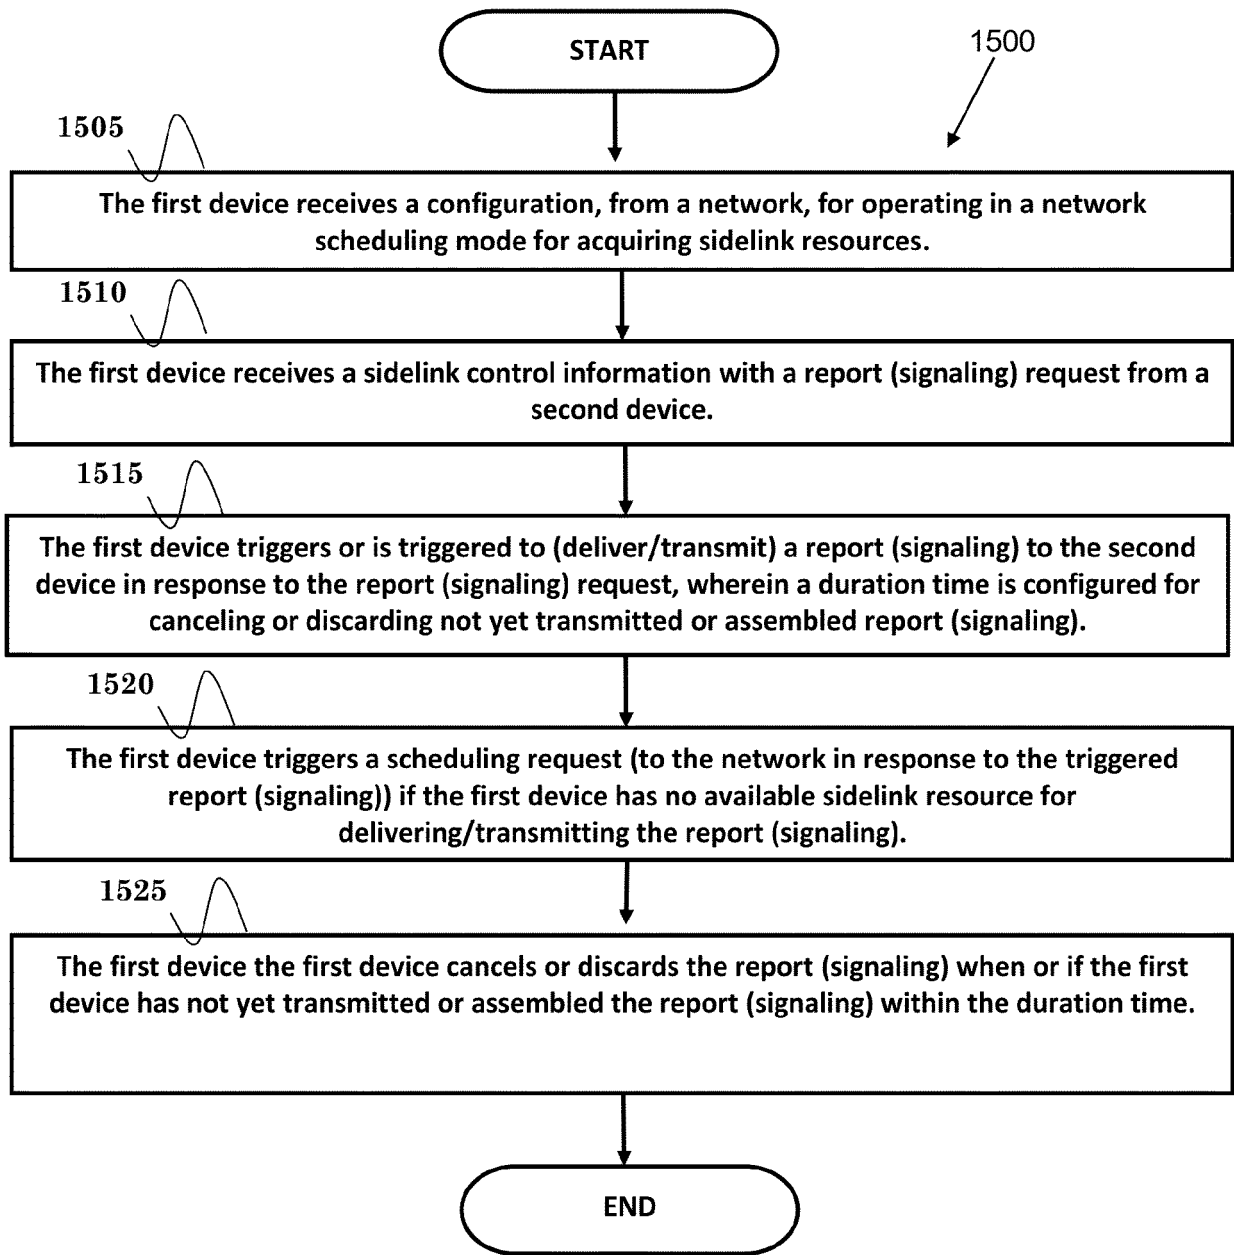 START
1500
1505
The first device receives a configuration, from a network, for operating in a network
scheduling mode for acquiring sidelink resources.
1510
The first device receives a sidelink control information with a report (signaling) request from a
second device.
1515
The first device triggers or is triggered to (deliver/transmit) a report (signaling) to the second
device in response to the report (signaling) request, wherein a duration time is configured for
canceling or discarding not yet transmitted or assembled report (signaling).
1520
The first device triggers a scheduling request (to the network in response to the triggered
report (signaling)) if the first device has no available sidelink resource for
delivering/transmitting the report (signaling).
1525
The first device the first device cancels or discards the report (signaling) when or if the first
device has not yet transmitted or assembled the report (signaling) within the duration time.
END